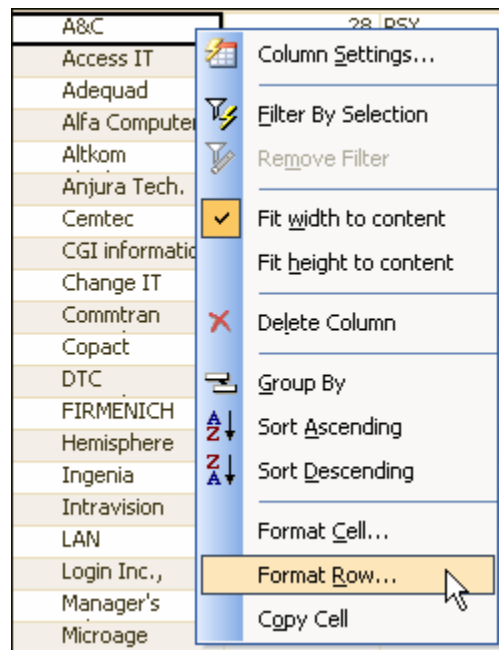 A&C
28 PSY
Access IT
Adequad
Alfa Computer
Altkom
Anjura Tech.
Cemtec
CGI informatic
Change IT
Commtran
Copact
DTC
FIRMENICH
Hemisphere
Ingenia
Intravision
LAN
Login Inc.,
Manager's
Microage
Column Settings...
Filter By Selection
Remove Filter
Fit width to content
Fit height to content
Delete Column
Group By
Sort Ascending
Sort Descending
Format Cell...
Format Row...
Copy Cell